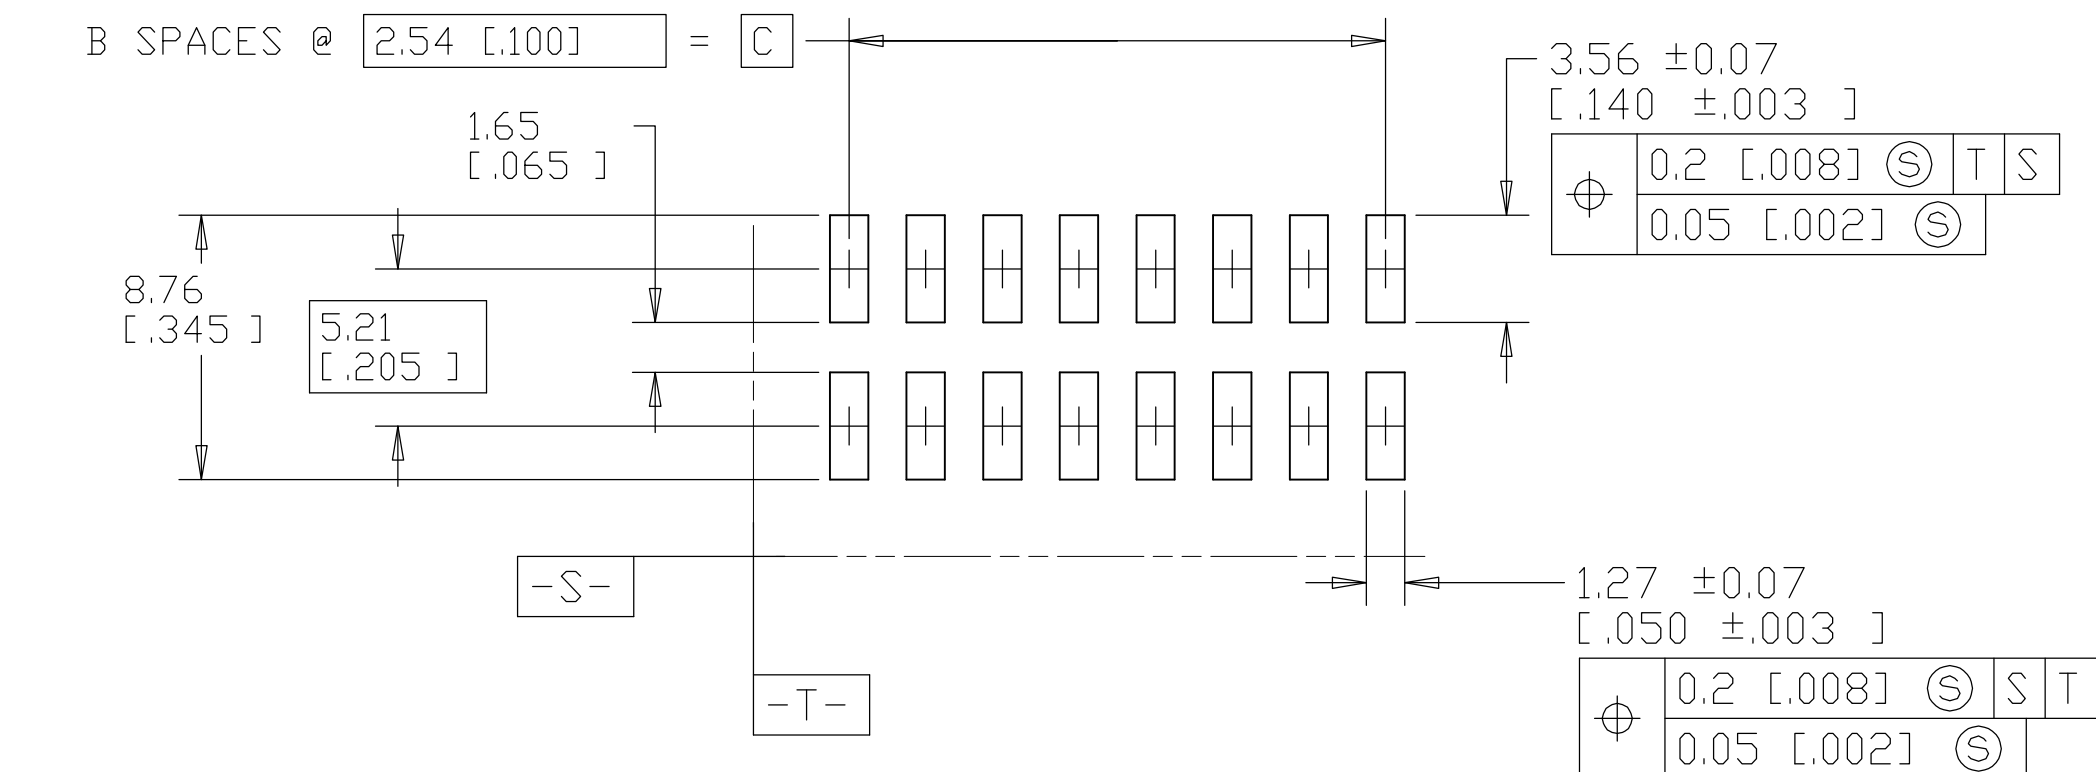 B SPACES @ 2.54 [.100] = C
3.56 ±0.07
[.140 ±.003 ]
0.2 [.008] Ⓢ T S
0.05 [.002] Ⓢ
1.65
[.065 ]
8.76
[.345 ]
5.21
[.205 ]
-S-
-T-
1.27 ±0.07
[.050 ±.003 ]
0.2 [.008] Ⓢ S T
0.05 [.002] Ⓢ